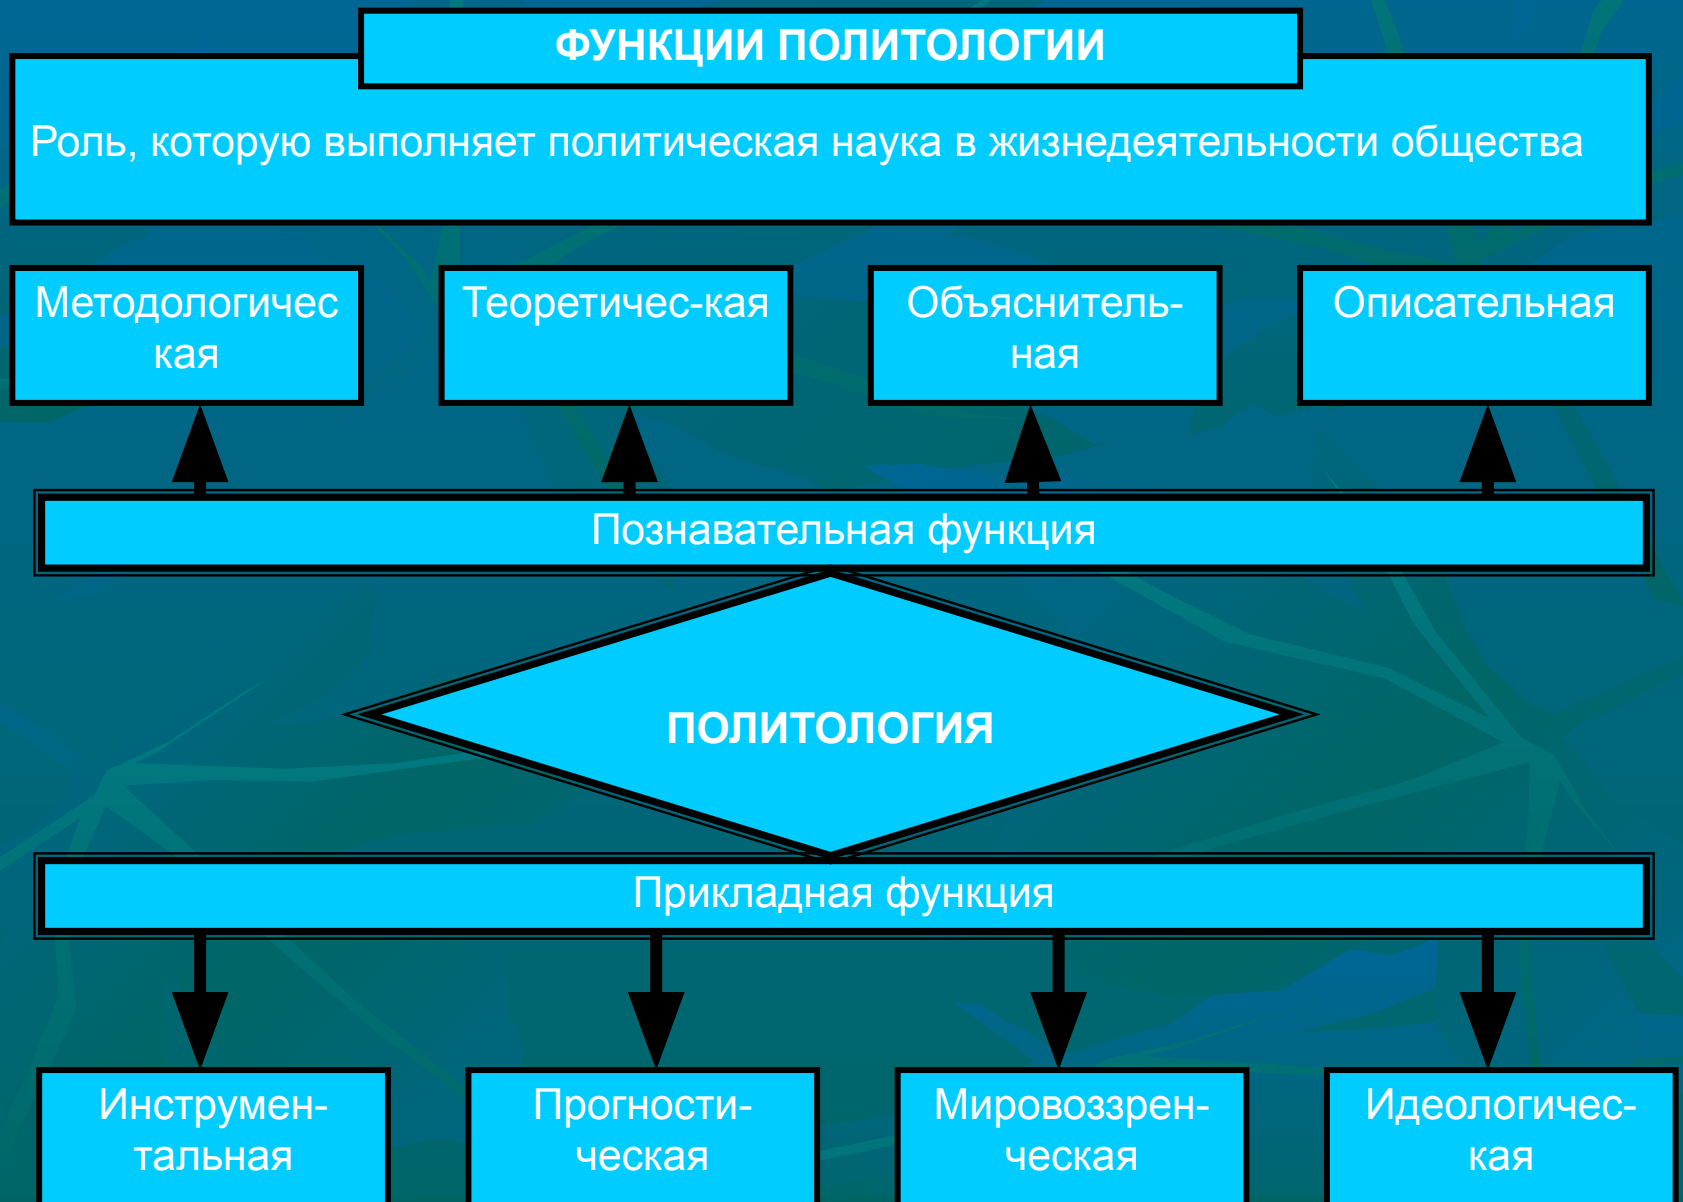 ФУНКЦИИ ПОЛИТОЛОГИИ
Роль, которую выполняет политическая наука в жизнедеятельности общества
Методологичес
кая
Теоретичес-кая
Объяснитель-
ная
Описательная
Познавательная функция
ПОЛИТОЛОГИЯ
Прикладная функция
Инструмен-
тальная
Прогности-
ческая
Мировоззрен-
ческая
Идеологичес-
кая